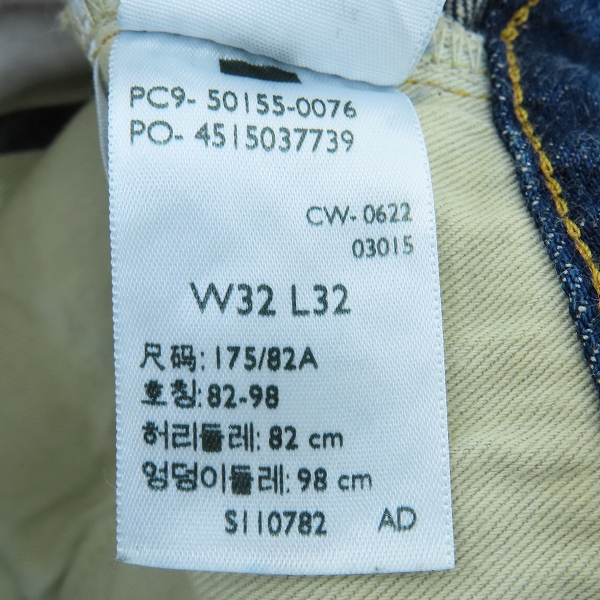 PC9- 50155-0076
PO- 4515037739
CW- 0622
03015
W32 L32
尺码: 175/82A
호칭: 82-98
허리둘레: 82 cm
엉덩이둘레: 98 cm
S110782 AD